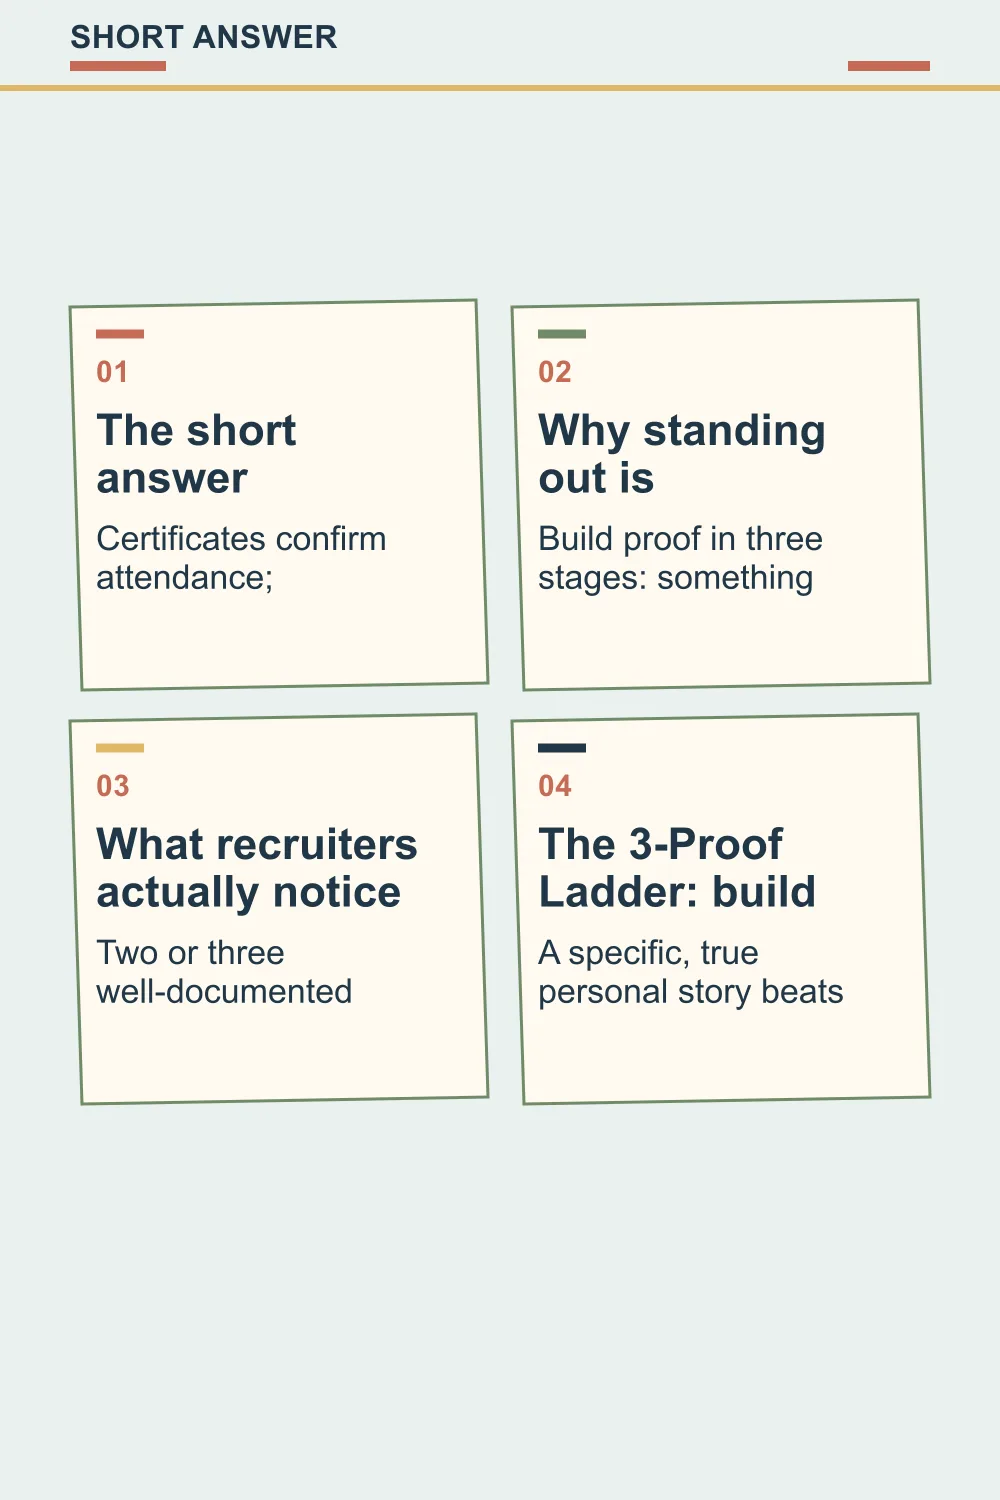 SHORT ANSWER
01
The short
answer
Certificates confirm
attendance;
02
Why standing
out is
Build proof in three
stages: something
03
What recruiters
actually notice
Two or three
well-documented
04
The 3-Proof
Ladder: build
A specific, true
personal story beats